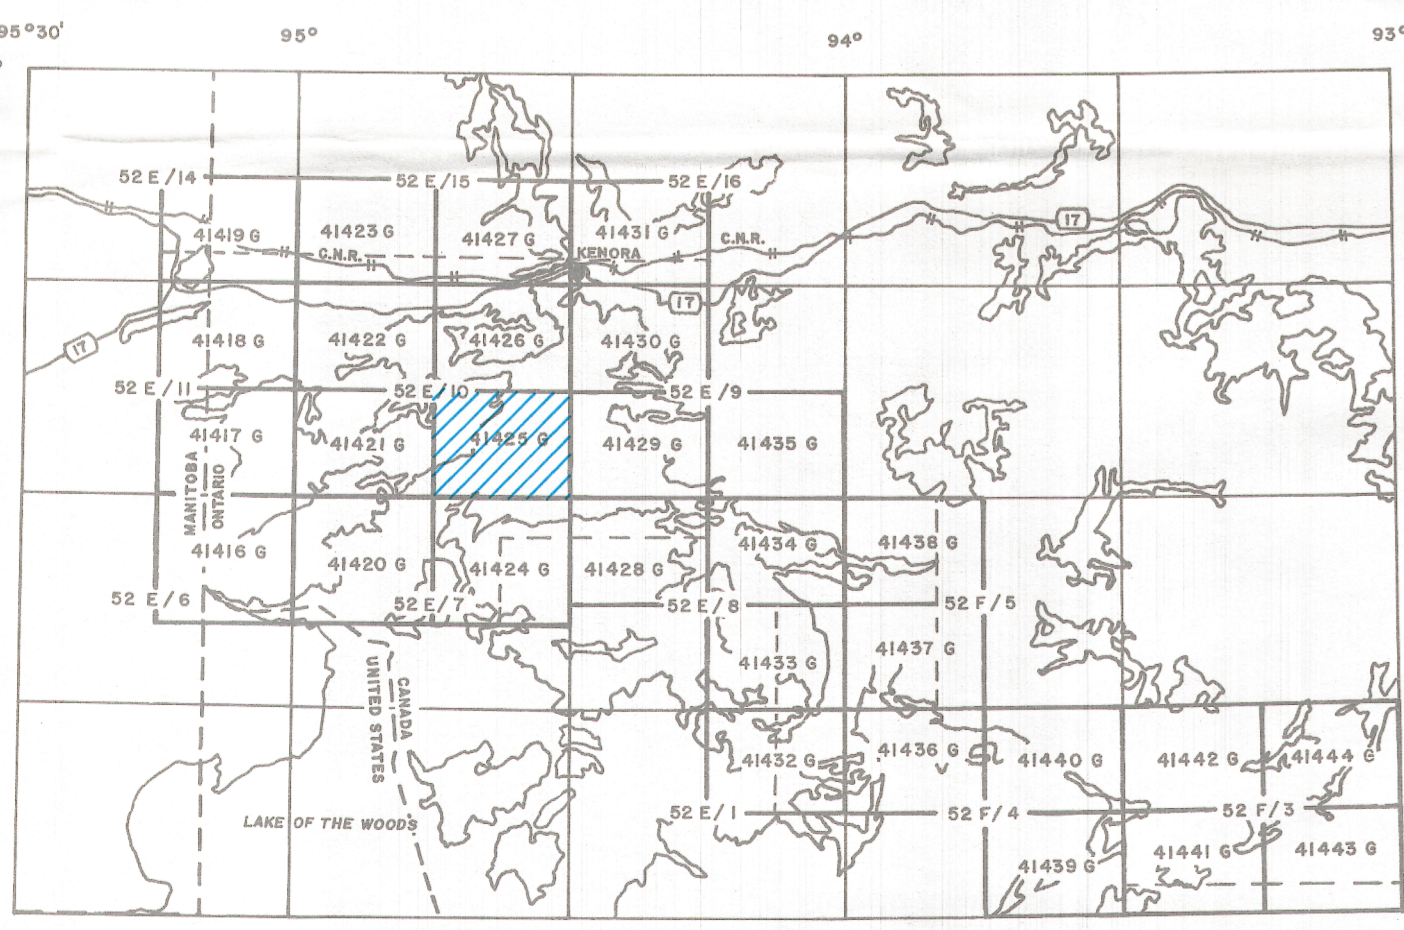 95°30' 95° 94° 93°
52 E/14 52 E/15 52 E/16
41419 G 41423 G 41427 G 41431 G C.N.R. 17
C.N.R. KENORA
17
17 41418 G 41422 G 41426 G 41430 G
52 E/11 52 E/10 52 E/9
41417 G 41421 G 41425 G 41429 G 41435 G
MANITOBA
ONTARIO
41416 G 41420 G 41424 G 41428 G 41434 G 41438 G
52 E/6 52 E/7 52 E/8 52 F/5
41433 G 41437 G
CANADA
UNITED STATES
41432 G 41436 G 41440 G 41442 G 41444 G
LAKE OF THE WOODS 52 E/1 52 F/4 52 F/3
41439 G 41441 G 41443 G